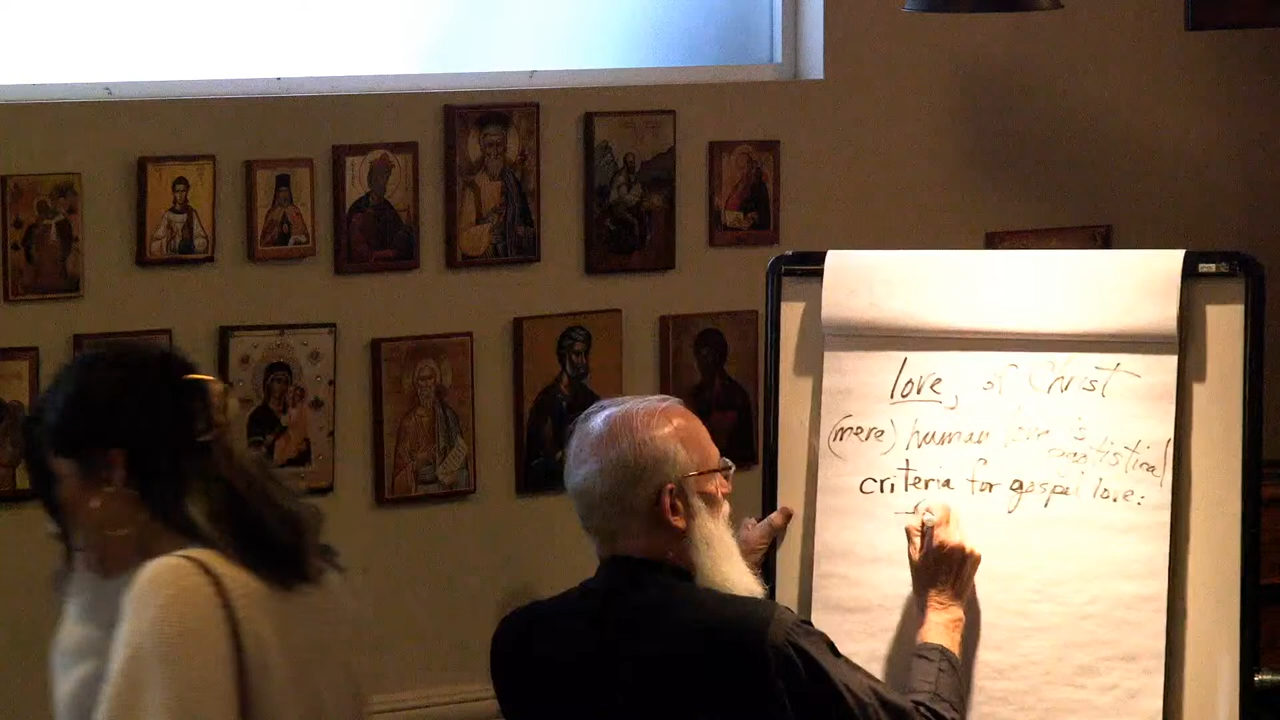 love, of Christ
(mere) human love is
egotistical
criteria for gospel love: